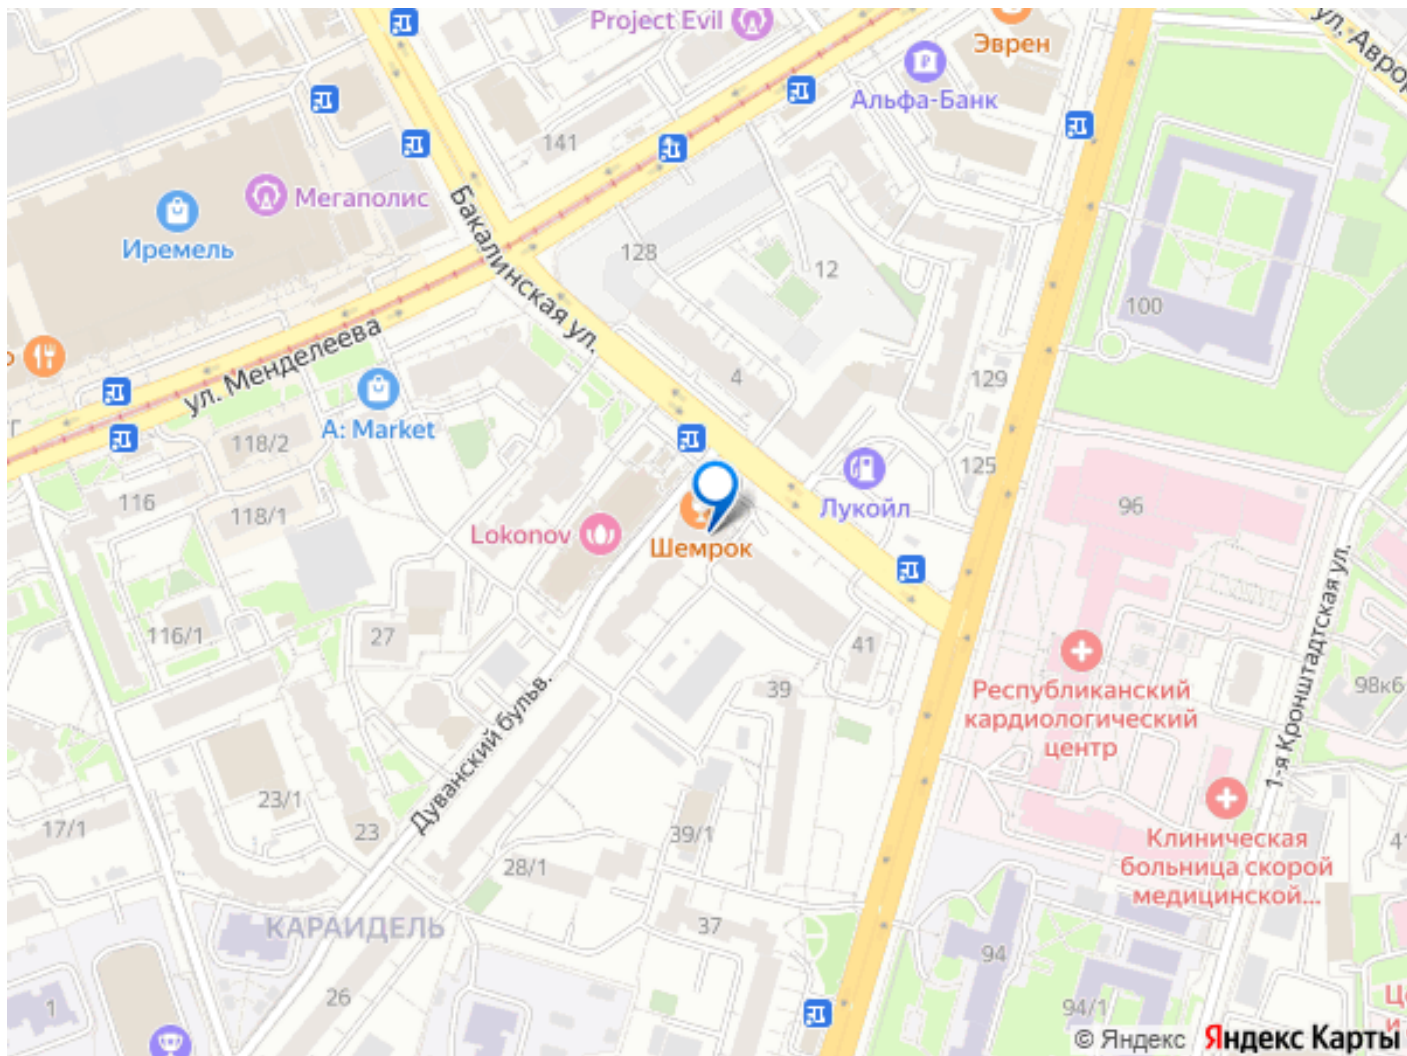 Project Evil
Эврен
ул. Авро
Альфа-Банк
141
Мегаполис
Иремель
Бакалинская ул.
128
12
100
о
ул. Менделеева
4
129
A: Market
118/2
125
116
118/1
Lokonov
Шемрок
Лукойл
96
1-я Кронштадтская ул.
116/1
27
41
39
Республиканский
кардиологический
центр
98к6
Дуванский бульв.
23/1
23
17/1
39/1
28/1
Клиническая
больница скорой
медицинской...
КАРАИДЕЛЬ
37
94
26
1
94/1
© Яндекс
Яндекс Карты